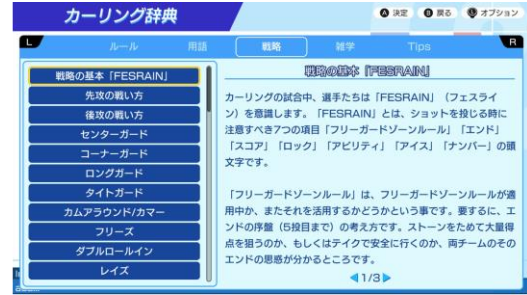 カーリング辞典
A 決定 B 戻る オプション
L ルール 用語 戦略 雑学 Tips R
戦略の基本「FESRAIN」
先攻の戦い方
後攻の戦い方
センターガード
コーナーガード
ロングガード
タイトガード
カムアラウンド/カマー
フリーズ
ダブルロールイン
レイズ
戦略の基本「FESRAIN」
カーリングの試合中、選手たちは「FESRAIN」（フェスライ
ン）を意識します。「FESRAIN」とは、ショットを投じる時に
注意すべき7つの項目「フリーガードゾーンルール」「エンド」
「スコア」「ロック」「アビリティ」「アイス」「ナンバー」の頭
文字です。
「フリーガードゾーンルール」は、フリーガードゾーンルールが適
用中か、またそれを活用するかどうかという事です。要するに、エ
ンドの序盤（5投目まで）の考え方です。ストーンをためて大量得
点を狙うのか、もしくはテイクで安全に行くのか、両チームのその
エンドの思惑が分かるところです。
1/3